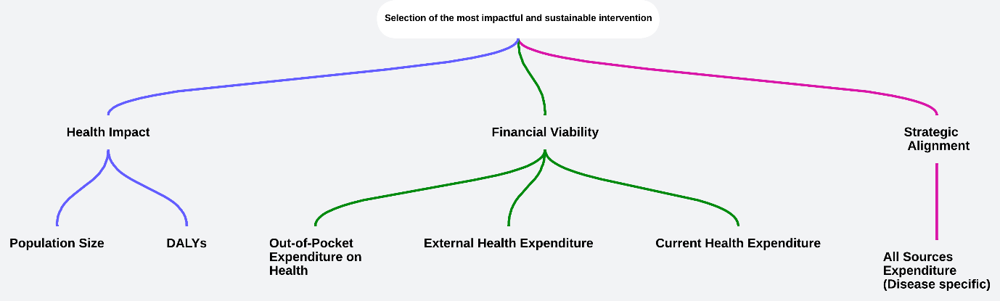 Selection of the most impactful and sustainable intervention
Health Impact
Financial Viability
Strategic
Alignment
Population Size
DALYs
Out-of-Pocket
Expenditure on
Health
External Health Expenditure
Current Health Expenditure
All Sources
Expenditure
(Disease specific)